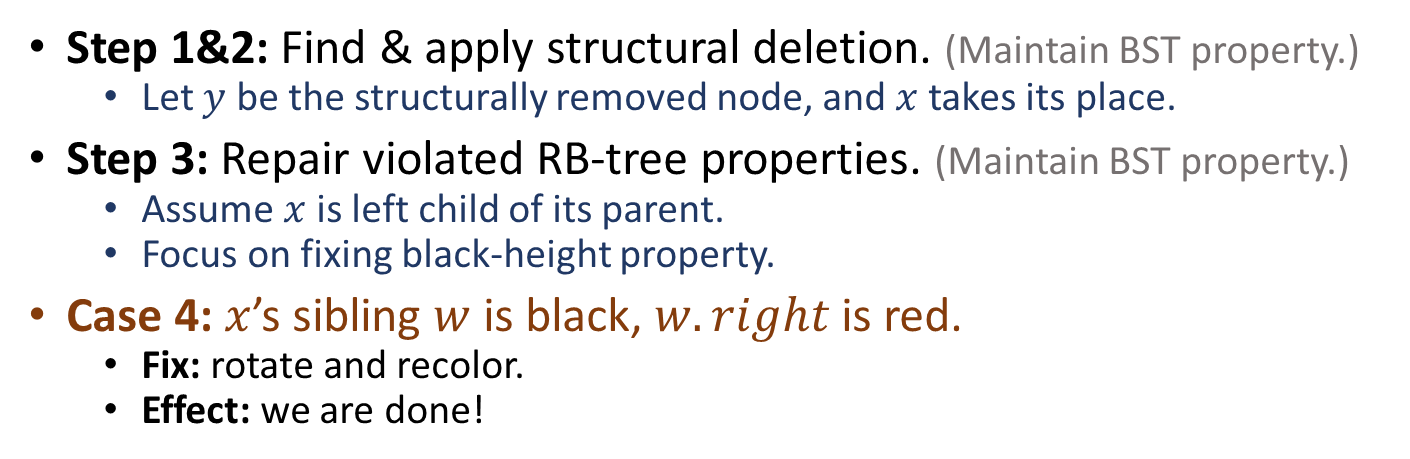 • Step 1&2: Find & apply structural deletion. (Maintain BST property.)
• Let y be the structurally removed node, and x takes its place.
• Step 3: Repair violated RB-tree properties. (Maintain BST property.)
• Assume x is left child of its parent.
• Focus on fixing black-height property.
• Case 4: x's sibling w is black, w.right is red.
• Fix: rotate and recolor.
• Effect: we are done!